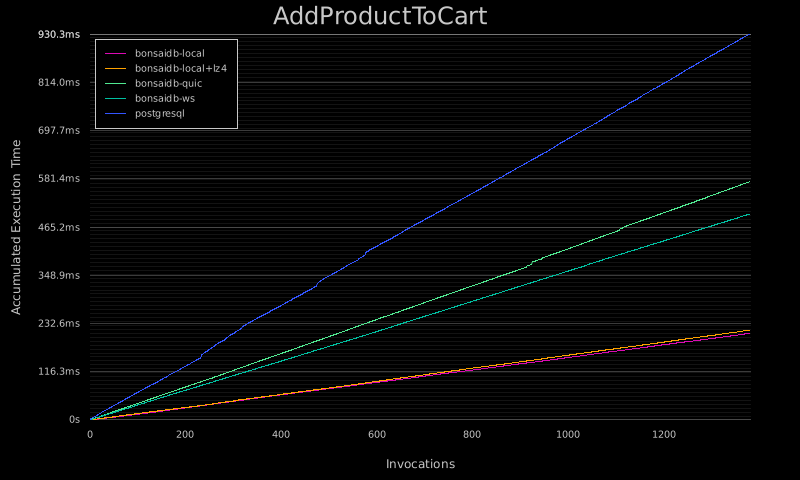 AddProductToCart
930.3ms
814.0ms
697.7ms
581.4ms
465.2ms
348.9ms
232.6ms
116.3ms
0s
Accumulated Execution Time
bonsaidb-local
bonsaidb-local+lz4
bonsaidb-quic
bonsaidb-ws
postgresql
0 200 400 600 800 1000 1200
Invocations